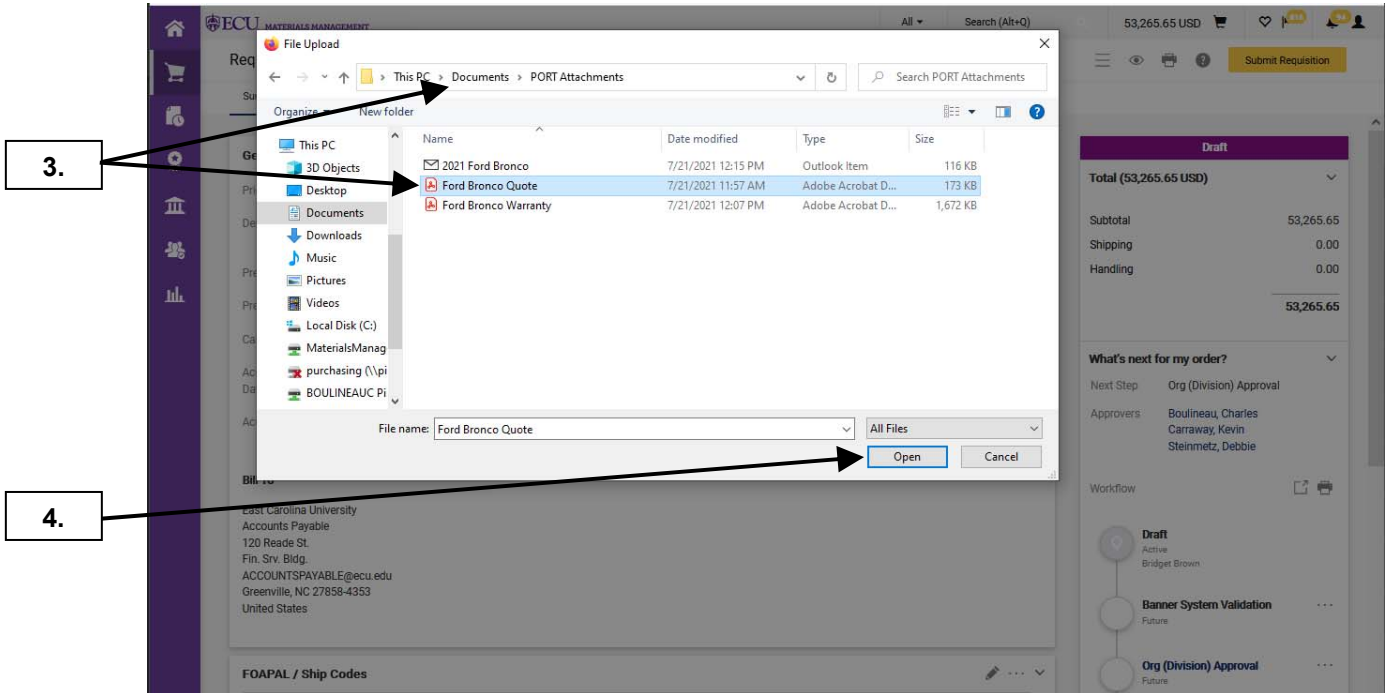 ECU MATERIALS MANAGEMENT
All
Search (Alt+Q)
53,265.65 USD
File Upload
Req
Submit Requisition
This PC > Documents > PORT Attachments
Search PORT Attachments
Organize
New folder
Name
Date modified
Type
Size
3.
This PC
3D Objects
Desktop
Documents
Downloads
Music
Pictures
Videos
Local Disk (C:)
MaterialsManag
purchasing (\\pi
BOULINEAUC Pi
2021 Ford Bronco 7/21/2021 12:15 PM Outlook Item 116 KB
Ford Bronco Quote 7/21/2021 11:57 AM Adobe Acrobat D... 173 KB
Ford Bronco Warranty 7/21/2021 12:07 PM Adobe Acrobat D... 1,672 KB
File name: Ford Bronco Quote
All Files
Open
Cancel
4.
East Carolina University
Accounts Payable
120 Reade St.
Fin. Srv. Bldg.
ACCOUNTSPAYABLE@ecu.edu
Greenville, NC 27858-4353
United States
FOAPAL / Ship Codes
Draft
Total (53,265.65 USD)
Subtotal 53,265.65
Shipping 0.00
Handling 0.00
53,265.65
What's next for my order?
Next Step Org (Division) Approval
Approvers Boulineau, Charles
Carraway, Kevin
Steinmetz, Debbie
Workflow
Draft
Active
Bridget Brown
Banner System Validation
Future
Org (Division) Approval
Future